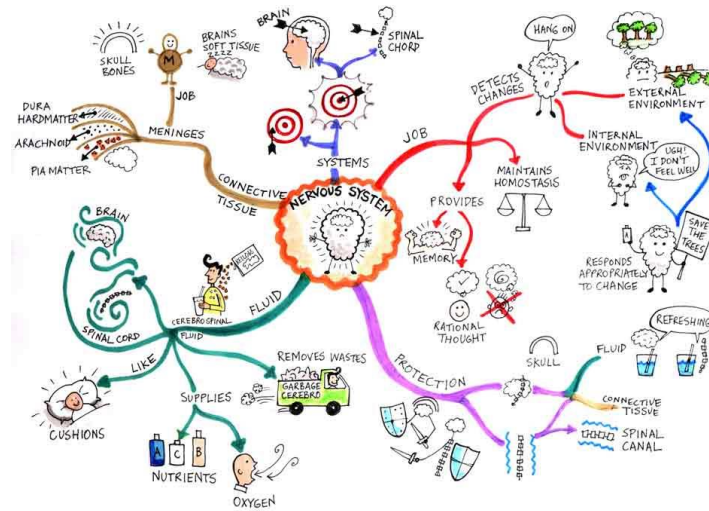 NERVOUS SYSTEM
CONNECTIVE
TISSUE
MENINGES
JOB
M
SKULL
BONES
BRAINS
SOFT TISSUE
ZZZZ
DURA
HARDMATTER
ARACHNOID
PIA MATTER
SYSTEMS
BRAIN
SPINAL
CHORD
JOB
DETECTS
CHANGES
HANG ON
EXTERNAL
ENVIRONMENT
INTERNAL
ENVIRONMENT
UGH!
I DON'T
FEEL WELL
SAVE
THE
TREES
RESPONDS
APPROPRIATELY
TO CHANGE
MAINTAINS
HOMOSTASIS
PROVIDES
MEMORY
RATIONAL
THOUGHT
PROTECTION
SKULL
FLUID
REFRESHING
CONNECTIVE
TISSUE
SPINAL
CANAL
FLUID
CEREBROSPINAL
FLUID
BRAIN
SPINAL CORD
LIKE
CUSHIONS
SUPPLIES
A
C
B
NUTRIENTS
OXYGEN
REMOVES WASTES
GARBAGE
CEREBRO